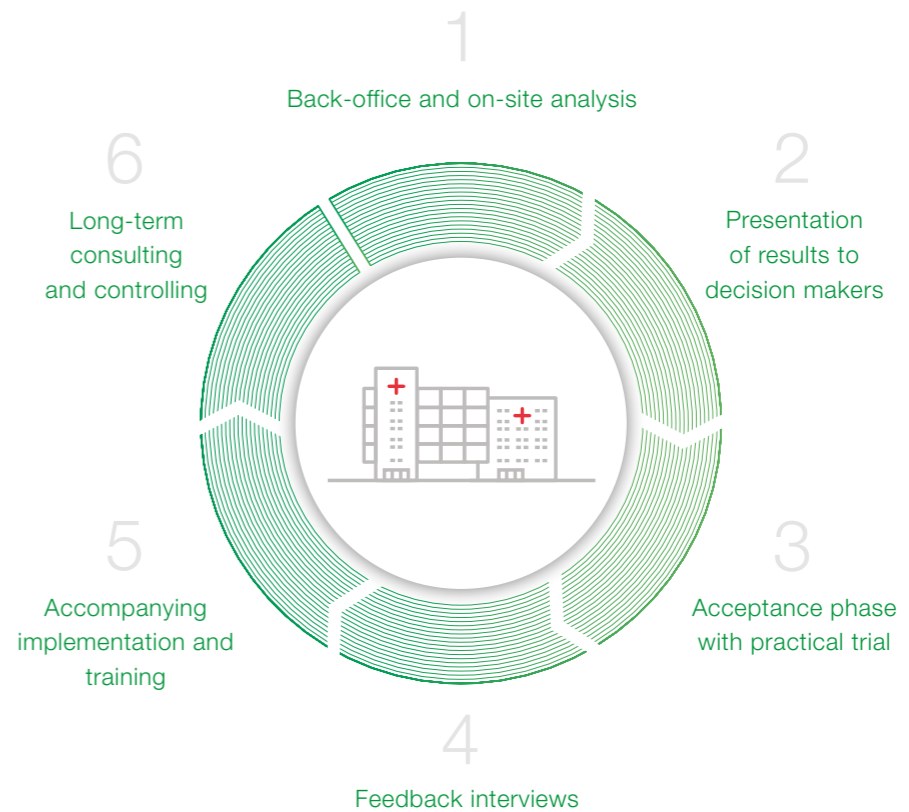 1
Back-office and on-site analysis
2
Presentation
of results to
decision makers
3
Acceptance phase
with practical trial
4
Feedback interviews
5
Accompanying
implementation and
training
6
Long-term
consulting
and controlling